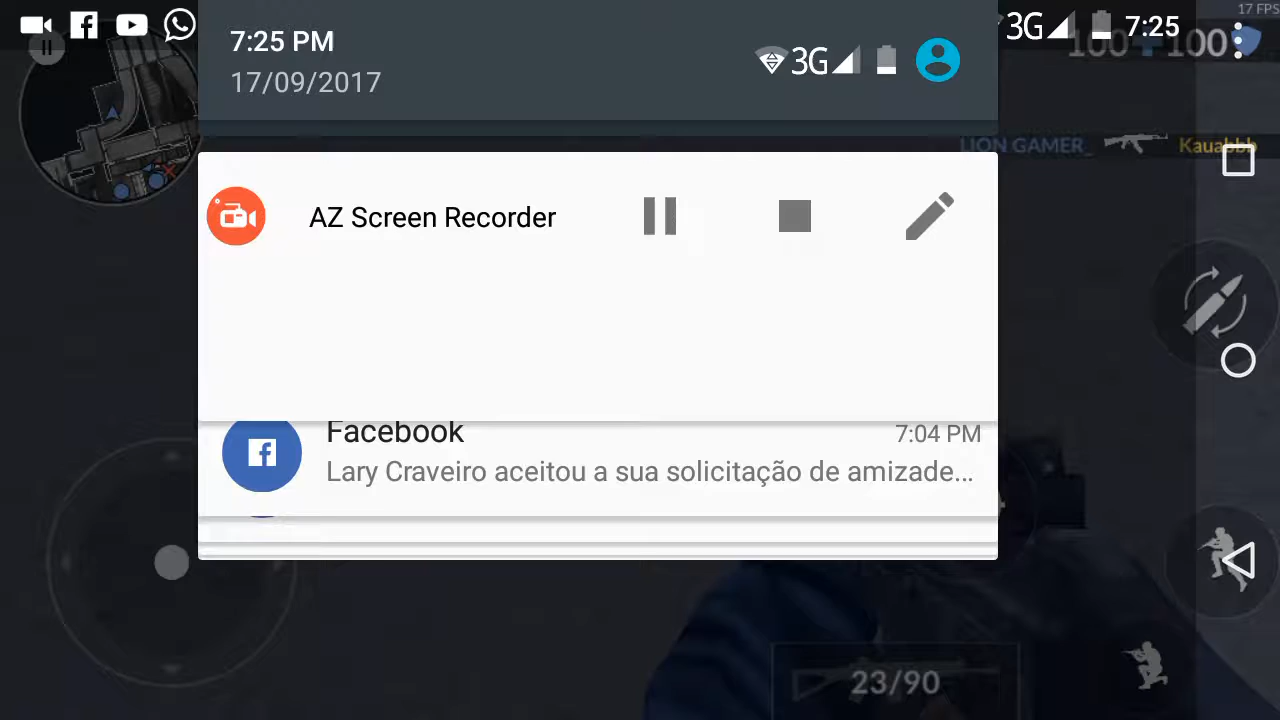 17 FPS
7:25 PM
3G
3G 7:25
100 100
17/09/2017
LION GAMER_ Kauabbb
AZ Screen Recorder
Facebook
7:04 PM
Lary Craveiro aceitou a sua solicitação de amizade...
23/90